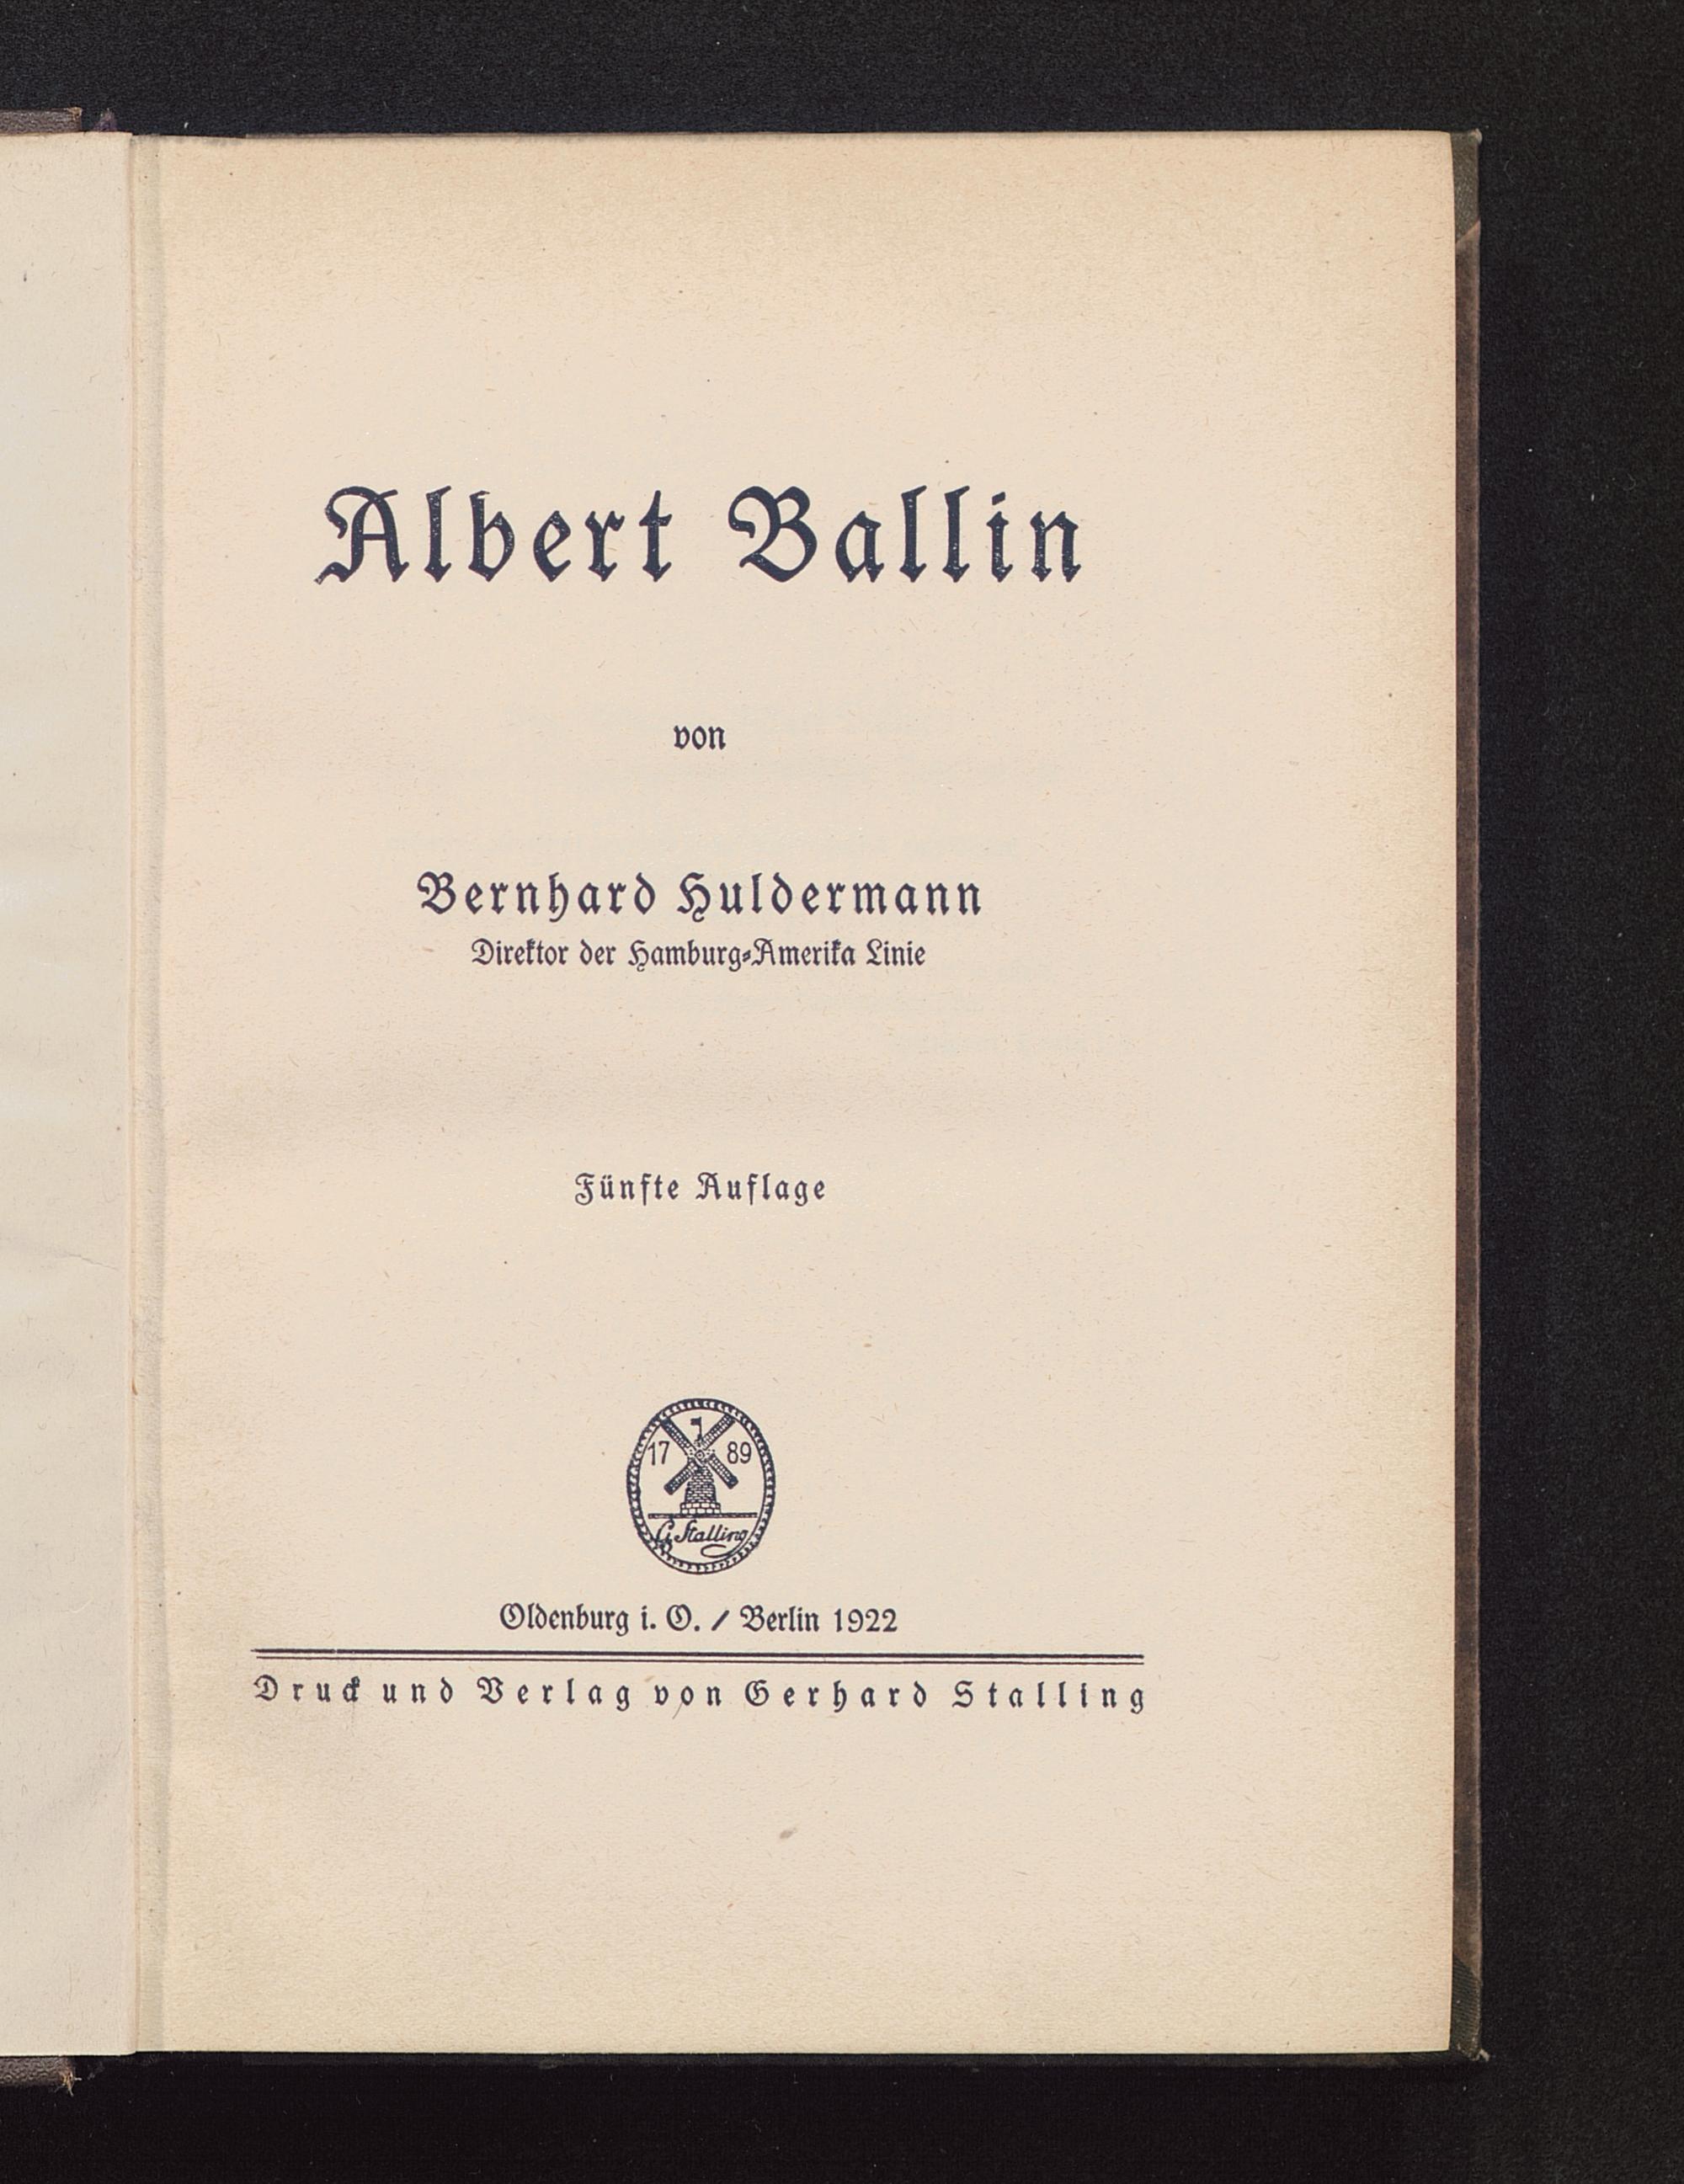 Albert Ballin
von
Bernhard Huldermann
Direktor der Hamburg-Amerika Linie
Fünfte Auflage
17 89
G. Stalling
Oldenburg i. O. / Berlin 1922
Druck und Verlag von Gerhard Stalling